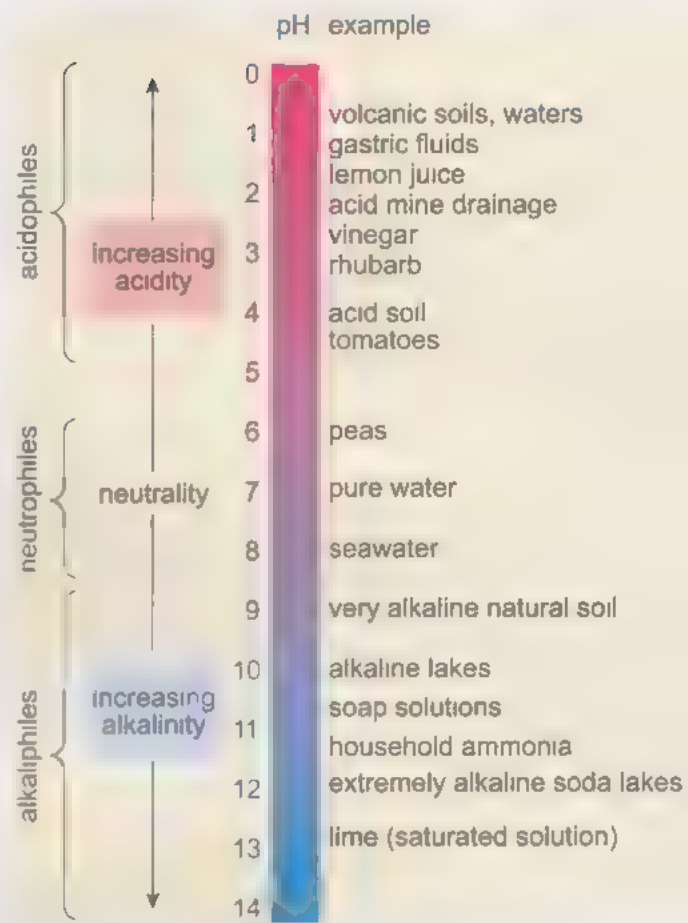 pH example
0
1
2
3
4
5
6
7
8
9
10
11
12
13
14
volcanic soils, waters
gastric fluids
lemon juice
acid mine drainage
vinegar
rhubarb
acid soil
tomatoes
peas
pure water
seawater
very alkaline natural soil
alkaline lakes
soap solutions
household ammonia
extremely alkaline soda lakes
lime (saturated solution)
acidophiles
increasing
acidity
neutrophiles
neutrality
alkaliphiles
increasing
alkalinity